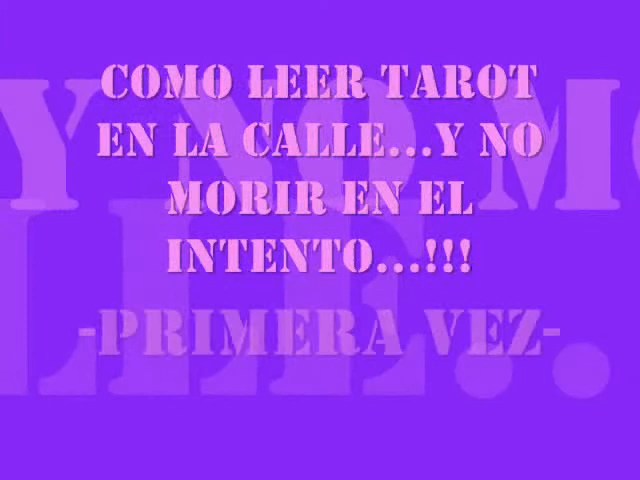 COMO LEER TAROT
EN LA CALLE...Y NO
MORIR EN EL
INTENTO...!!!
-PRIMERA VEZ-